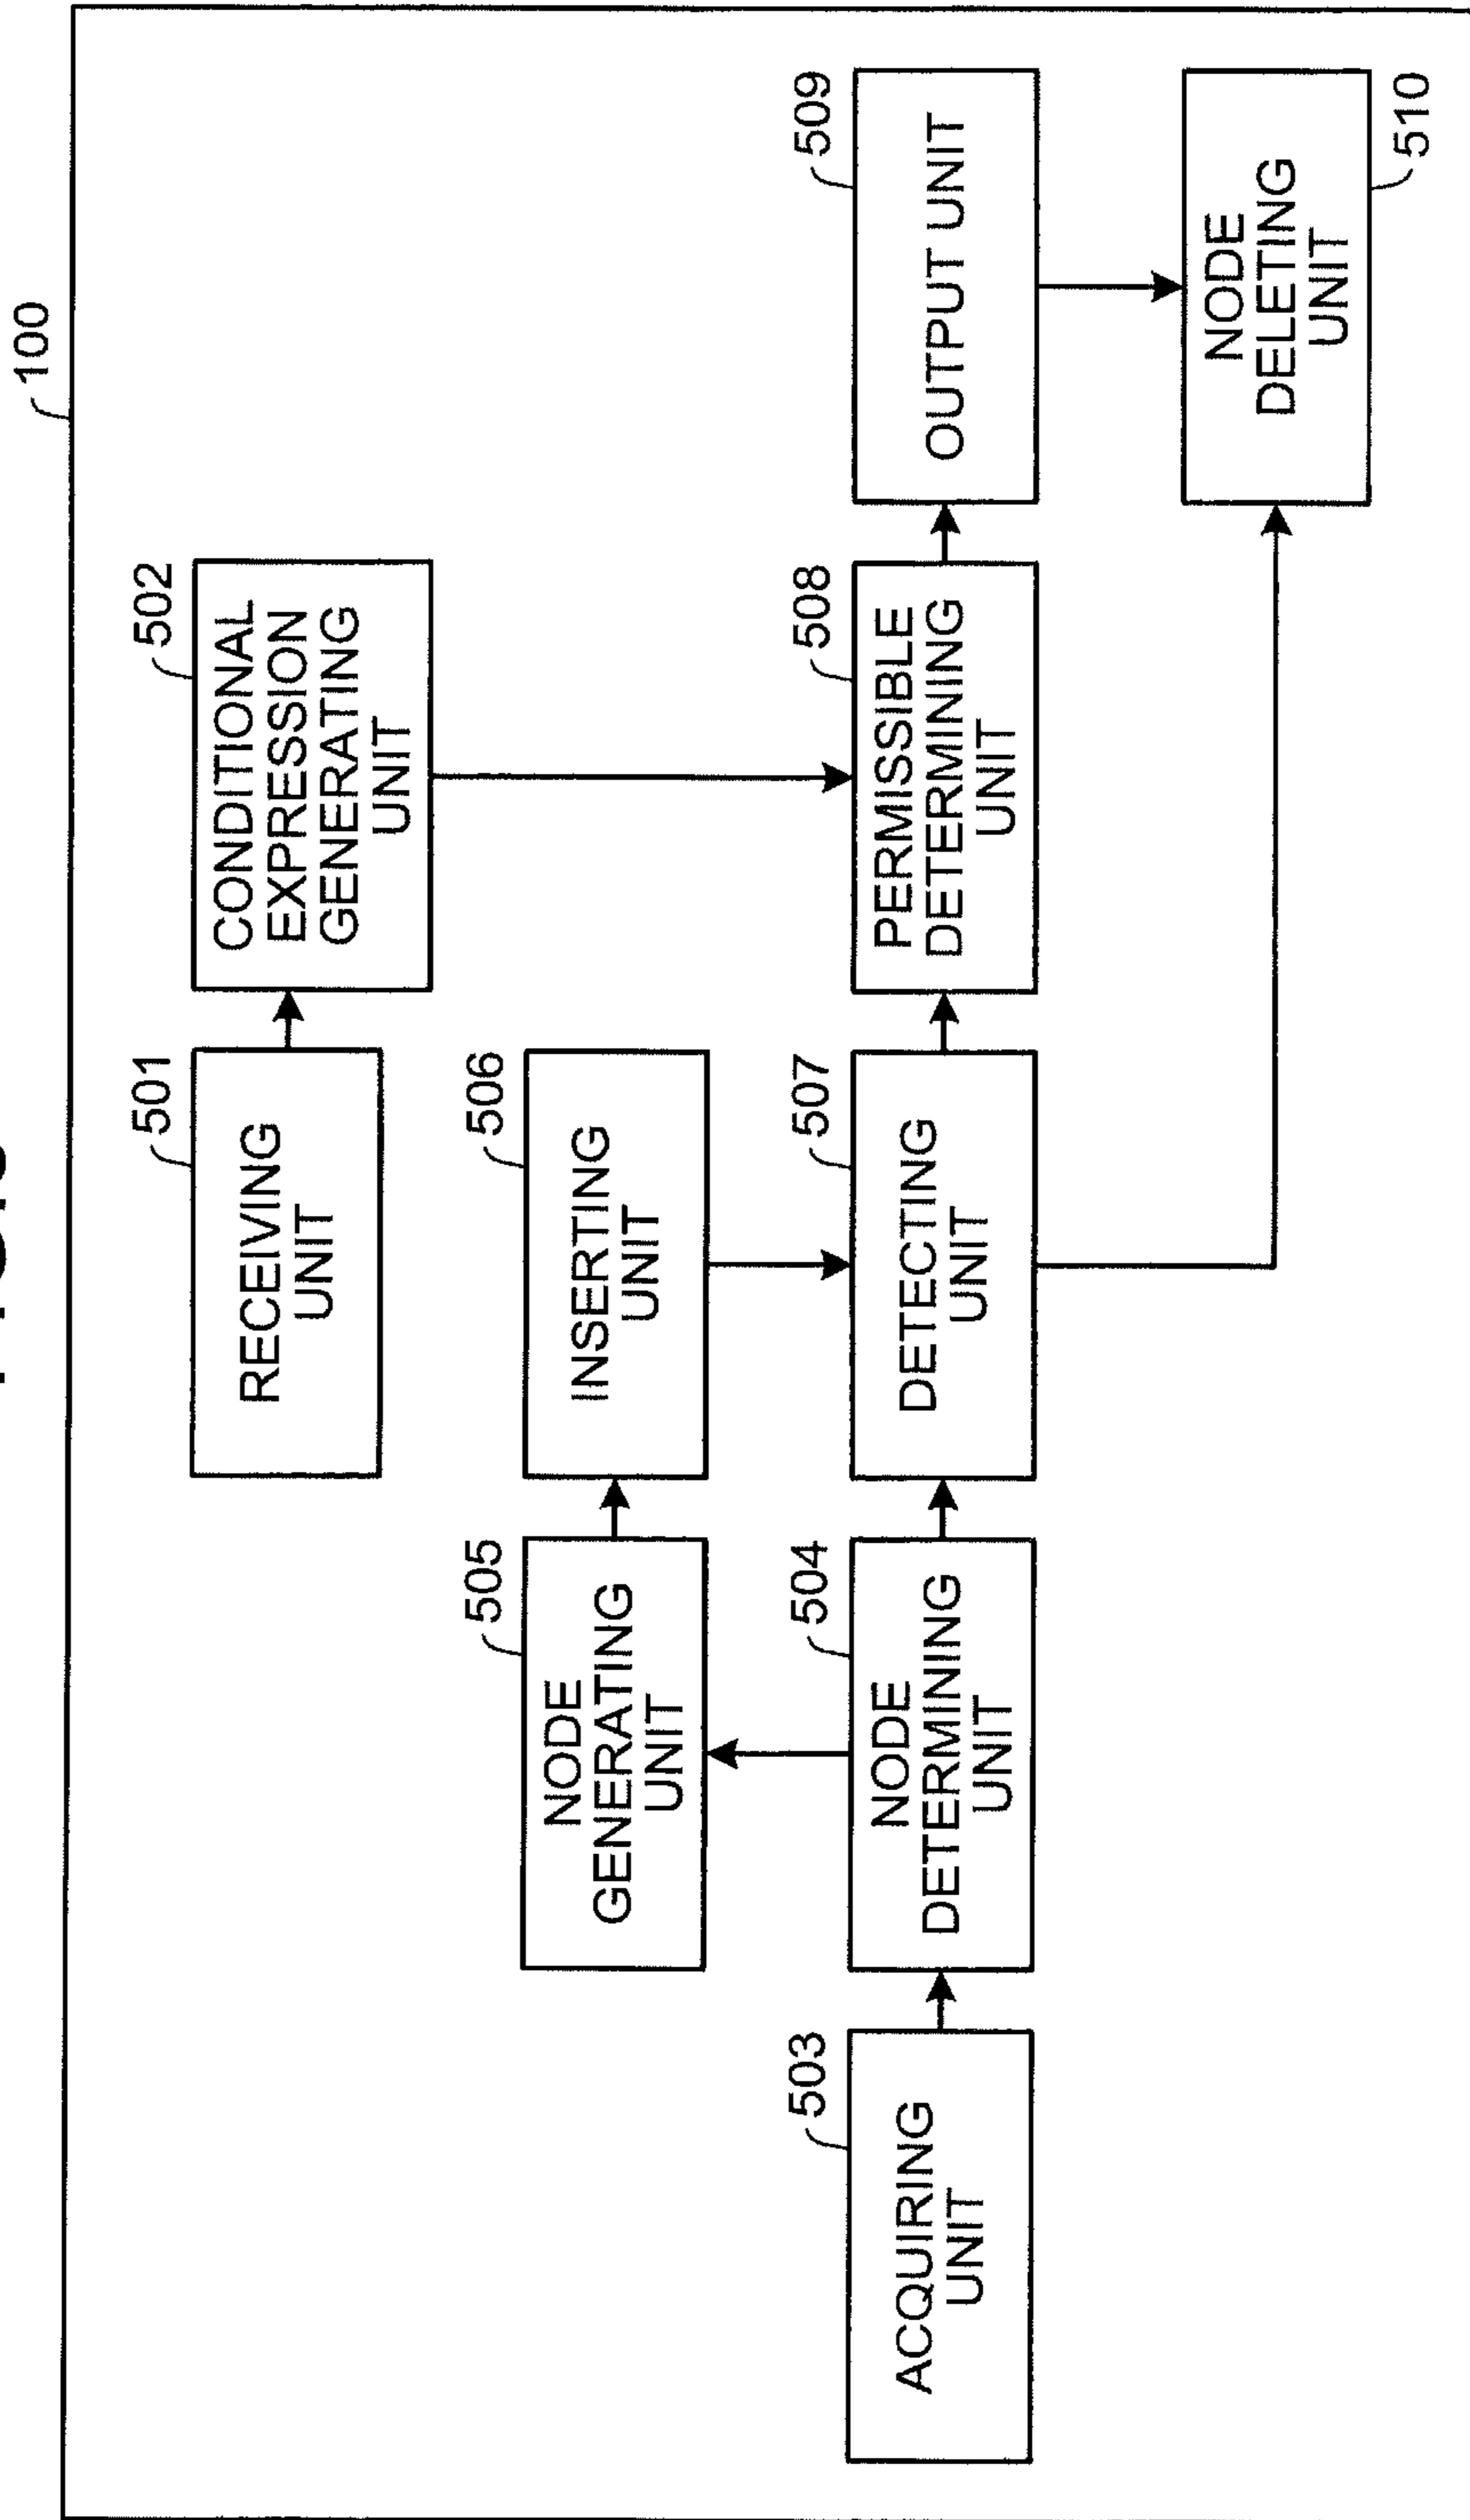 100
501
RECEIVING
UNIT
502
CONDITIONAL
EXPRESSION
GENERATING
UNIT
505
NODE
GENERATING
UNIT
506
INSERTING
UNIT
503
ACQUIRING
UNIT
504
NODE
DETERMINING
UNIT
507
DETECTING
UNIT
508
PERMISSIBLE
DETERMINING
UNIT
509
OUTPUT UNIT
NODE
DELETING
UNIT
510